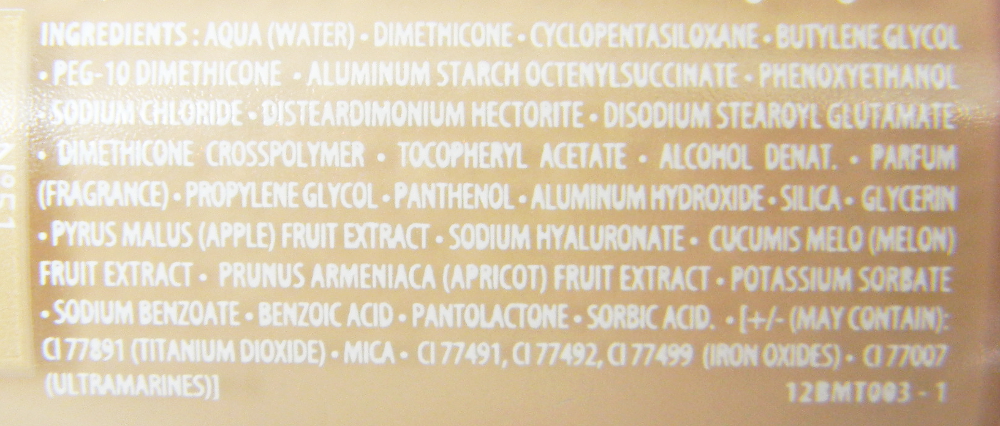 INGREDIENTS : AQUA (WATER) • DIMETHICONE • CYCLOPENTASILOXANE • BUTYLENE GLYCOL
• PEG-10 DIMETHICONE • ALUMINUM STARCH OCTENYLSUCCINATE • PHENOXYETHANOL
• SODIUM CHLORIDE • DISTEARDIMONIUM HECTORITE • DISODIUM STEAROYL GLUTAMATE
• DIMETHICONE CROSSPOLYMER • TOCOPHERYL ACETATE • ALCOHOL DENAT. • PARFUM
(FRAGRANCE) • PROPYLENE GLYCOL • PANTHENOL • ALUMINUM HYDROXIDE • SILICA • GLYCERIN
• PYRUS MALUS (APPLE) FRUIT EXTRACT • SODIUM HYALURONATE • CUCUMIS MELO (MELON)
FRUIT EXTRACT • PRUNUS ARMENIACA (APRICOT) FRUIT EXTRACT • POTASSIUM SORBATE
• SODIUM BENZOATE • BENZOIC ACID • PANTOLACTONE • SORBIC ACID. • [+/- (MAY CONTAIN):
CI 77891 (TITANIUM DIOXIDE) • MICA • CI 77491, CI 77492, CI 77499 (IRON OXIDES) • CI 77007
(ULTRAMARINES)]
12BMT003 - 1
N°51